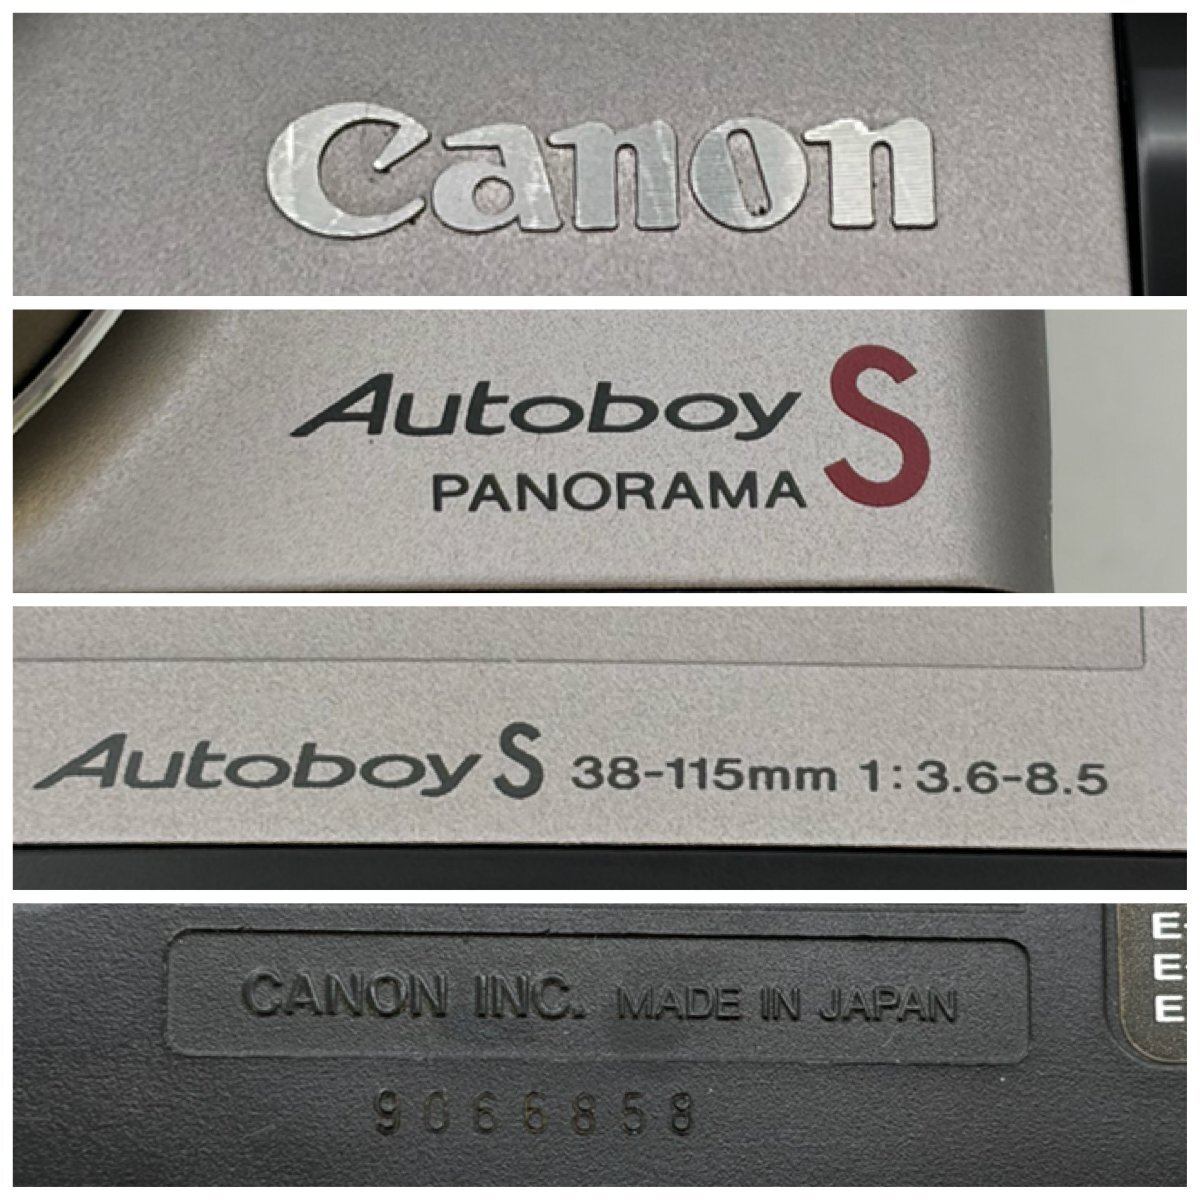 Canon
Autoboy S
PANORAMA
Autoboy S 38-115mm 1:3.6-8.5
CANON INC. MADE IN JAPAN
E-
E-
E
9066858